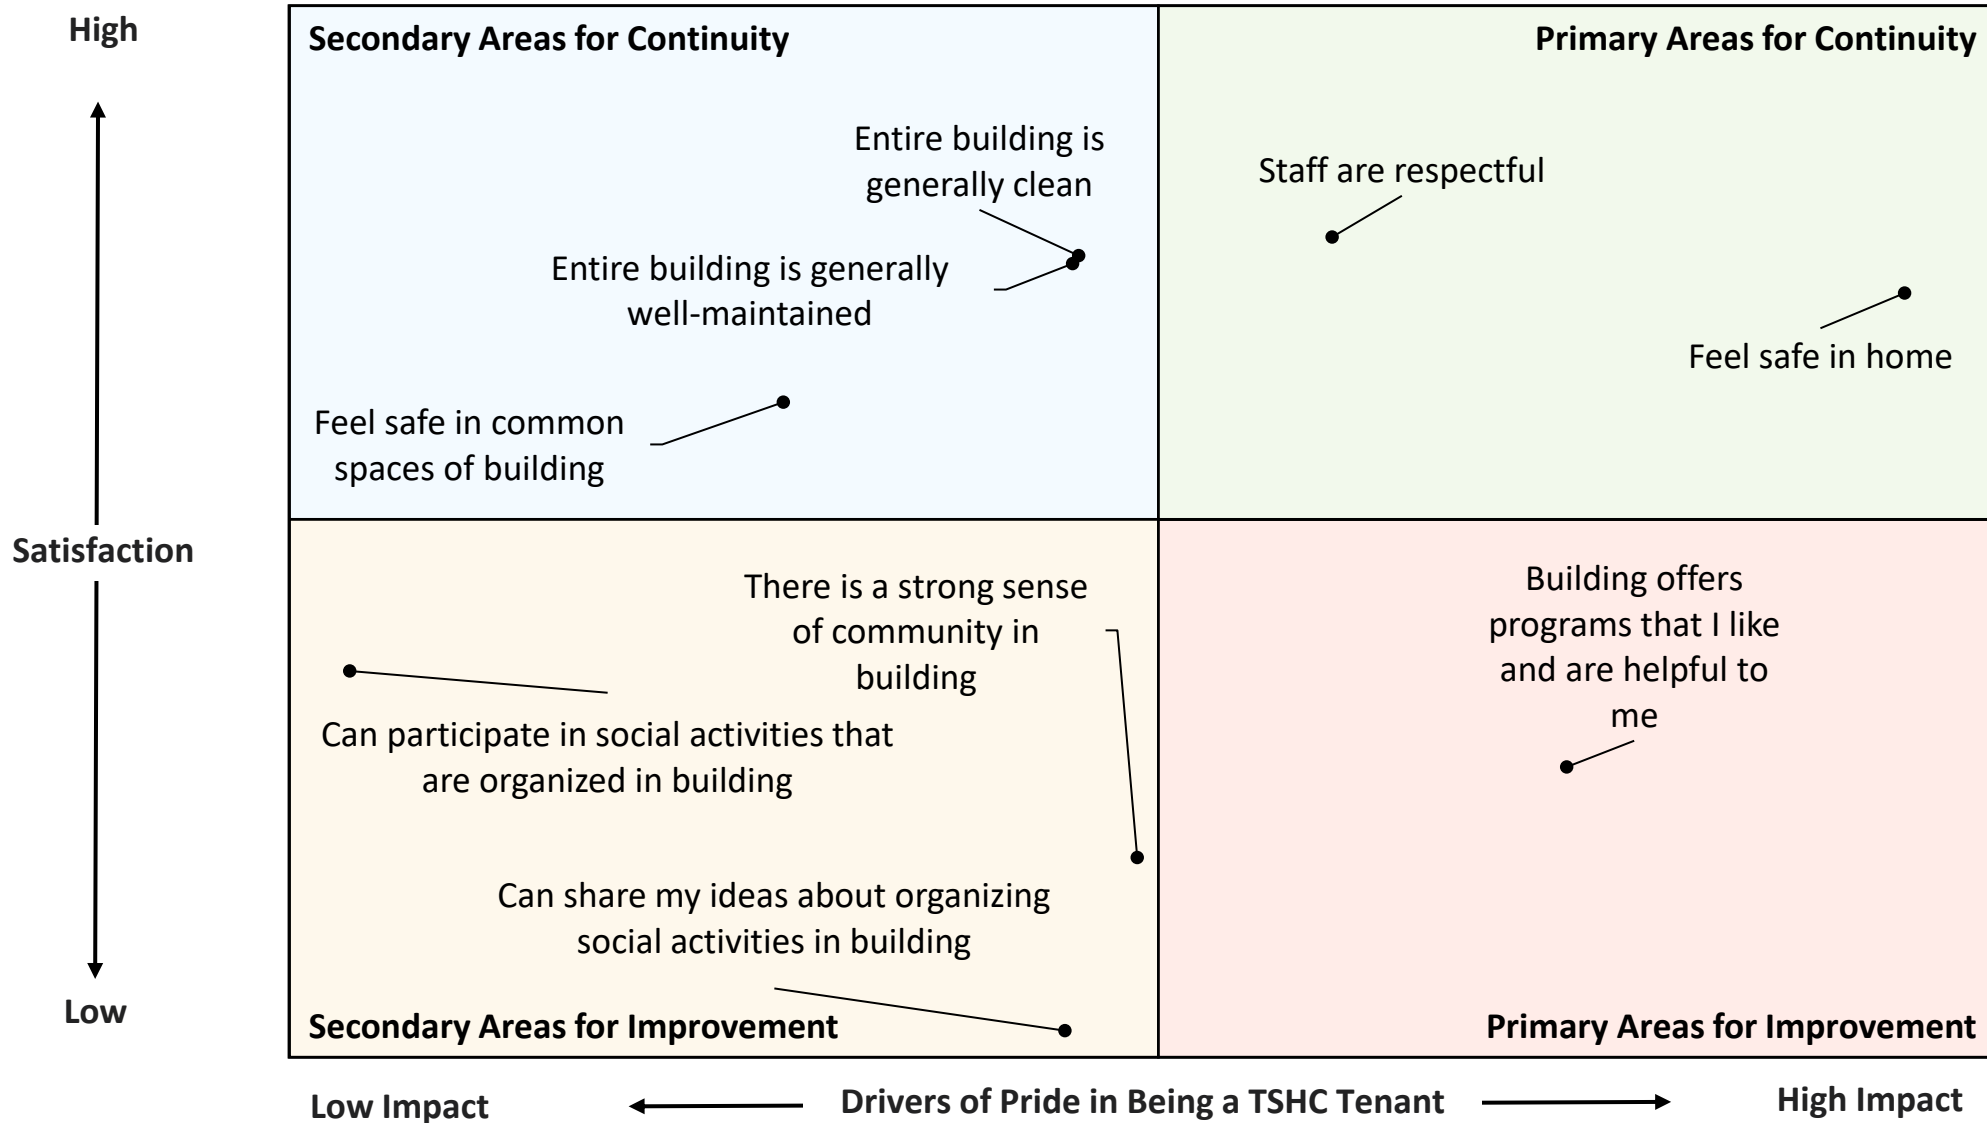 High
Secondary Areas for Continuity
Primary Areas for Continuity
Entire building is
generally clean
Staff are respectful
Entire building is generally
well-maintained
Feel safe in home
Feel safe in common
spaces of building
Satisfaction
There is a strong sense
of community in
building
Building offers
programs that I like
and are helpful to
me
Can participate in social activities that
are organized in building
Can share my ideas about organizing
social activities in building
Low
Secondary Areas for Improvement
Primary Areas for Improvement
Low Impact
Drivers of Pride in Being a TSHC Tenant
High Impact